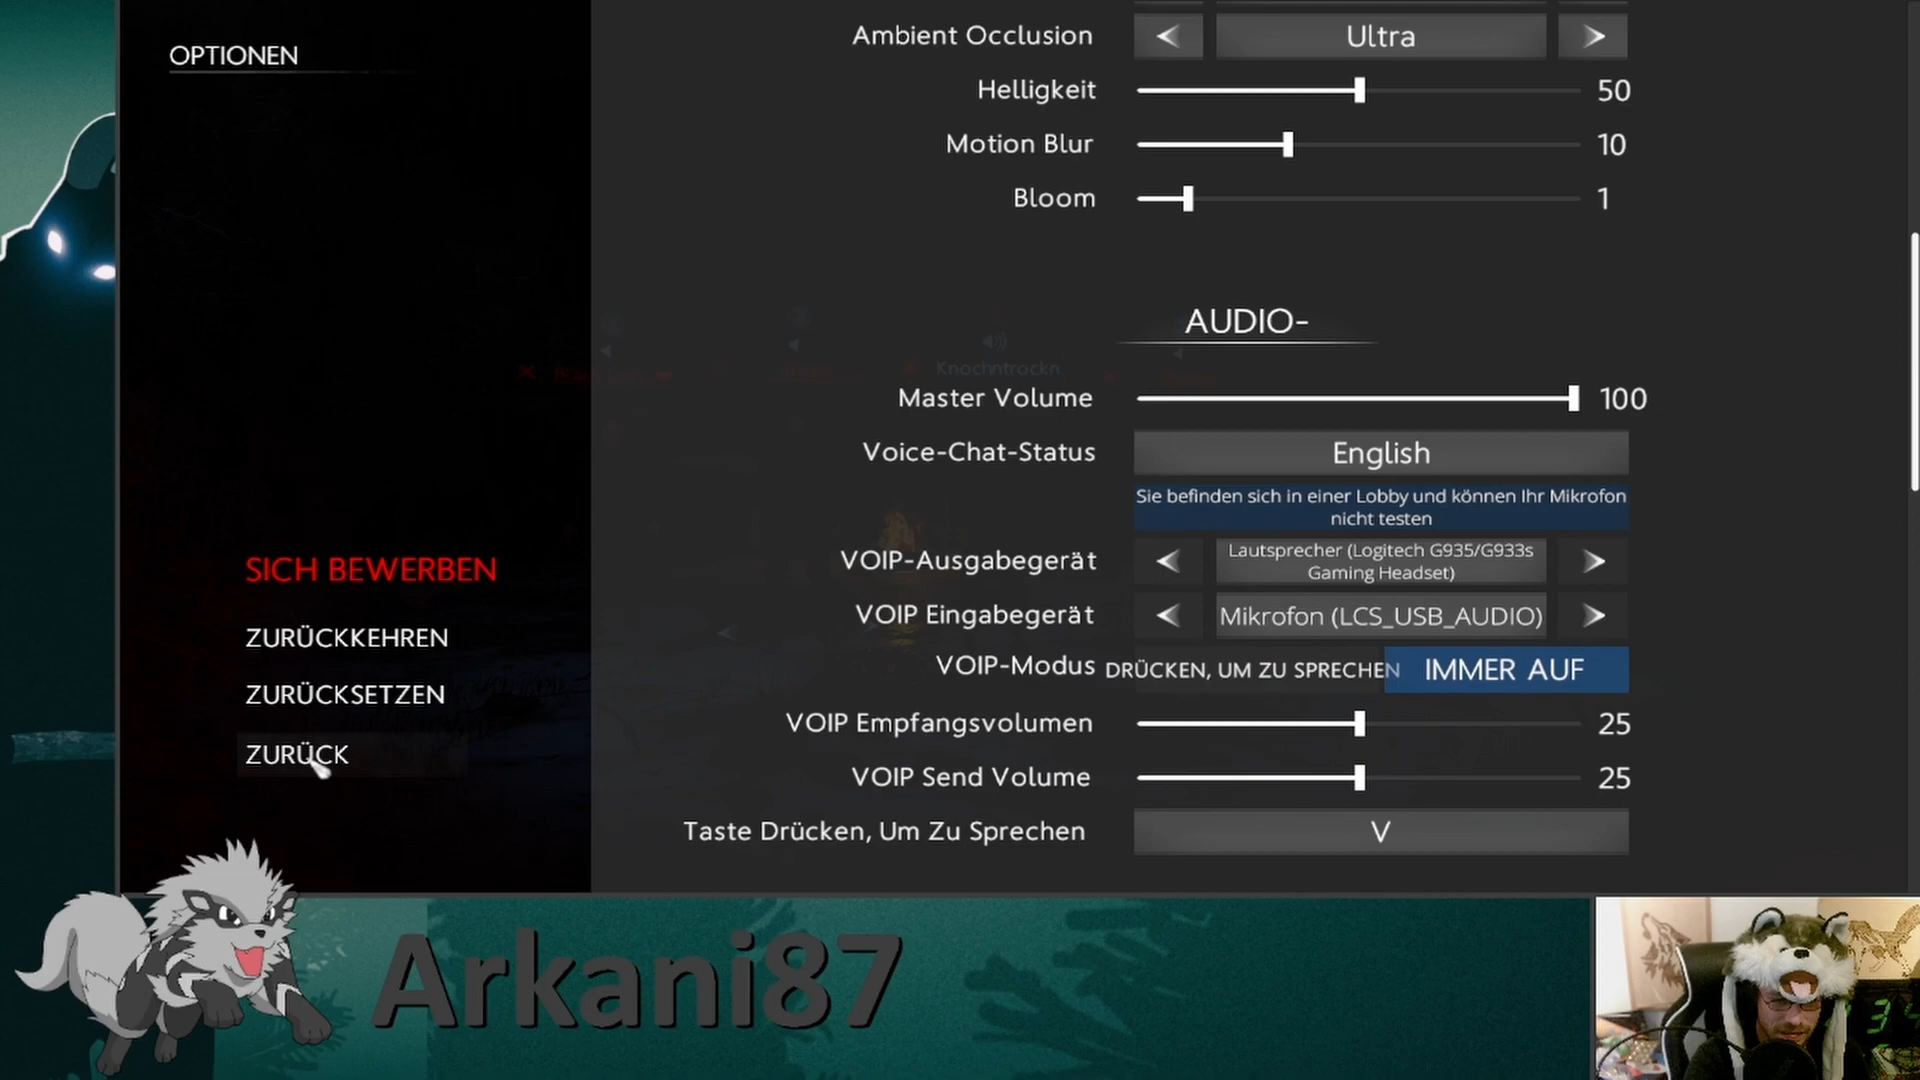 OPTIONEN
Ambient Occlusion
Ultra
Helligkeit
50
Motion Blur
10
Bloom
1
AUDIO-
Knochntrockn
Master Volume
100
Voice-Chat-Status
English
Sie befinden sich in einer Lobby und können Ihr Mikrofon
nicht testen
VOIP-Ausgabegerät
Lautsprecher (Logitech G935/G933s
Gaming Headset)
VOIP Eingabegerät
Mikrofon (LCS_USB_AUDIO)
VOIP-Modus
DRÜCKEN, UM ZU SPRECHEN
IMMER AUF
VOIP Empfangsvolumen
25
VOIP Send Volume
25
Taste Drücken, Um Zu Sprechen
V
SICH BEWERBEN
ZURÜCKKEHREN
ZURÜCKSETZEN
ZURÜCK
Arkani87